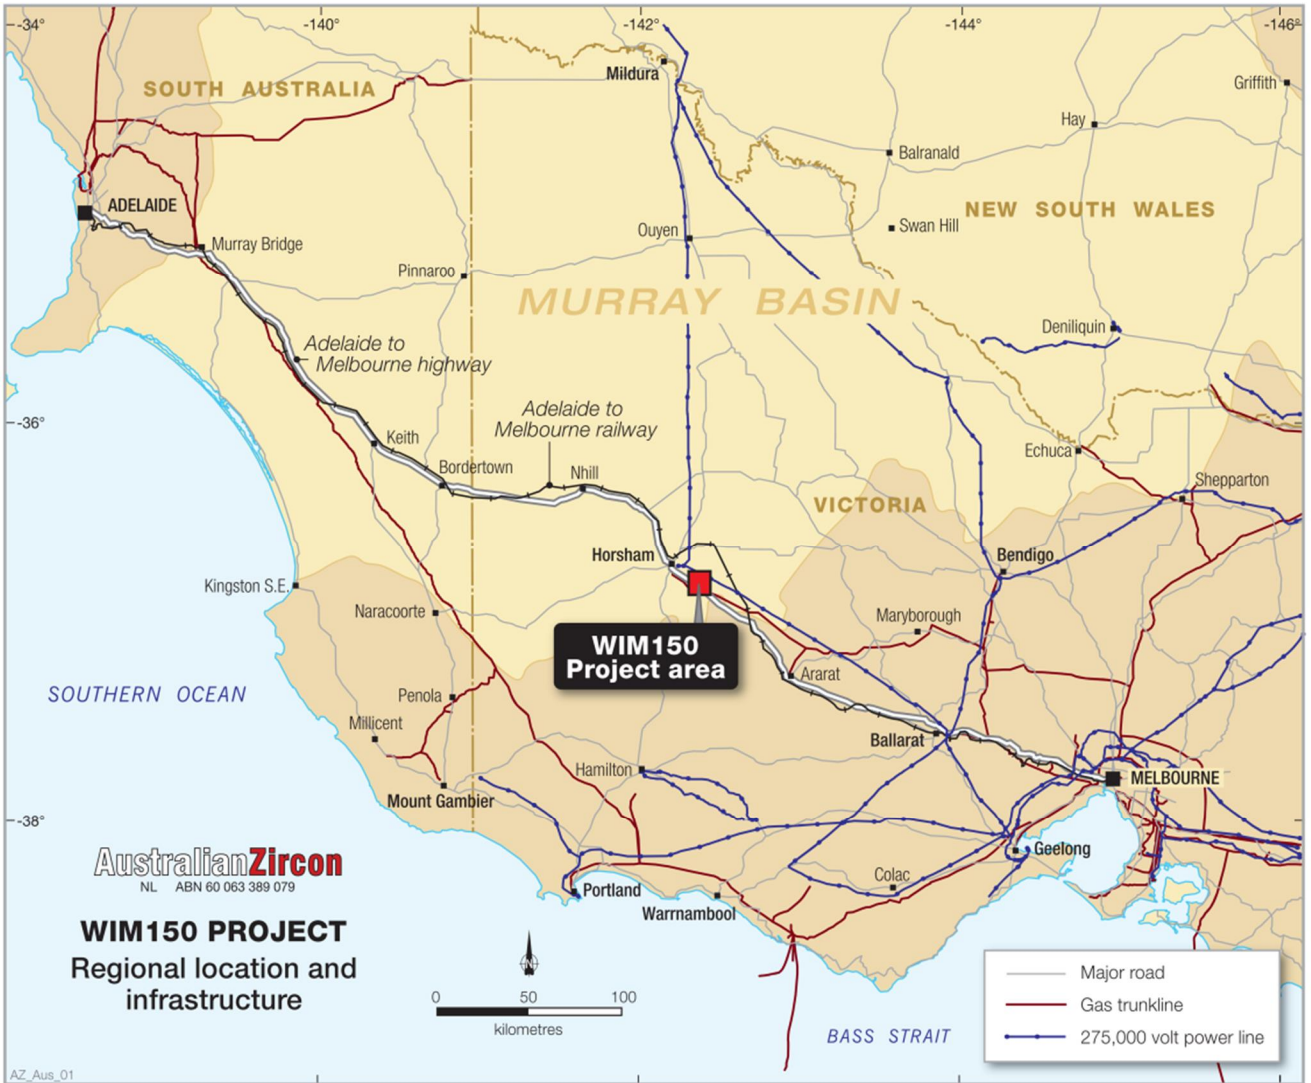 -34°
-140°
-142°
-144°
-146°
SOUTH AUSTRALIA
Mildura
Griffith
Hay
Balranald
ADELAIDE
NEW SOUTH WALES
Swan Hill
Ouyen
Murray Bridge
Pinnaroo
MURRAY BASIN
Deniliquin
Adelaide to
Melbourne highway
Adelaide to
Melbourne railway
-36°
Keith
Echuca
Bordertown
Nhill
Shepparton
VICTORIA
Horsham
Bendigo
Kingston S.E.
Naracoorte
Maryborough
WIM150
Project area
Ararat
SOUTHERN OCEAN
Penola
Millicent
Ballarat
Hamilton
MELBOURNE
Mount Gambier
-38°
Geelong
AustralianZircon
NL ABN 60 063 389 079
Colac
Portland
Warrnambool
WIM150 PROJECT
Regional location and
infrastructure
N
0 50 100
kilometres
BASS STRAIT
Major road
Gas trunkline
275,000 volt power line
AZ_Aus_01